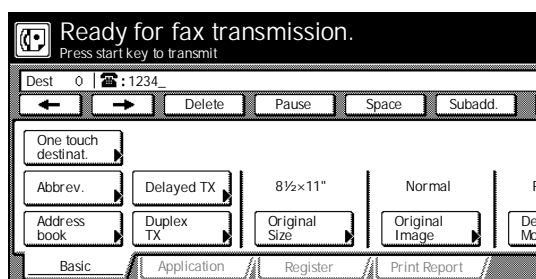 Ready for fax transmission.
Press start key to transmit
Dest 0 ☎: 1234_
← → Delete Pause Space Subadd.
One touch
destinat.
Abbrev. Delayed TX 8½×11" Normal
Address
book
Duplex
TX
Original
Size
Original
Image
Basic Application Register Print Report